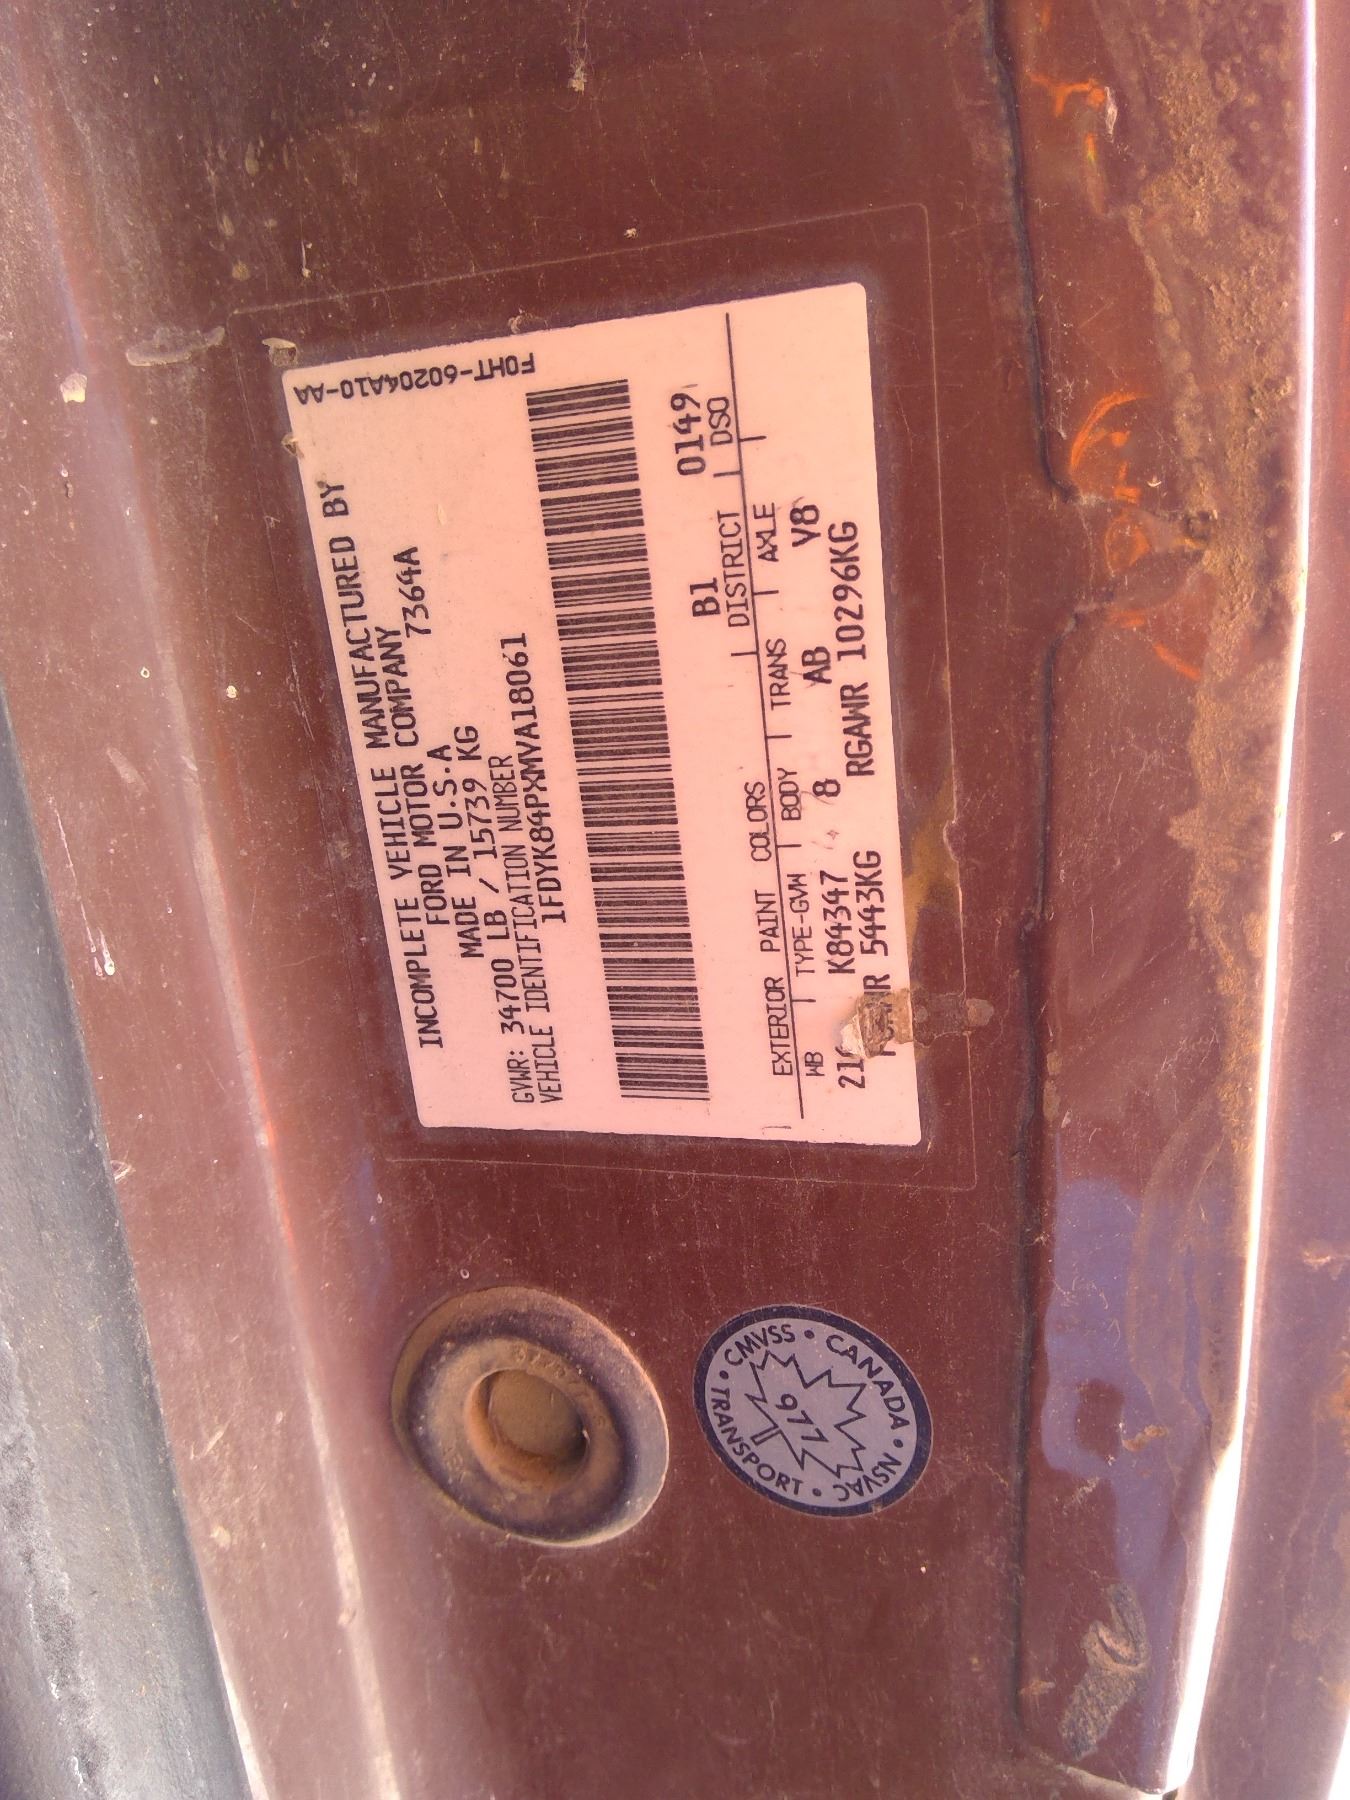 F0HT-60204A10-AA
INCOMPLETE VEHICLE MANUFACTURED BY
FORD MOTOR COMPANY
MADE IN U.S.A 7364A
GVWR: 34700 LB / 15739 KG
VEHICLE IDENTIFICATION NUMBER
1FDYK84PXMVA18061
B1 0149
EXTERIOR PAINT COLORS DISTRICT DSO
WB TYPE-GVW BODY TRANS AXLE
K84347 8 AB V8
5443KG RGAWR 10296KG
CMVSS • CANADA • NSVAC • TRANSPORT •
776